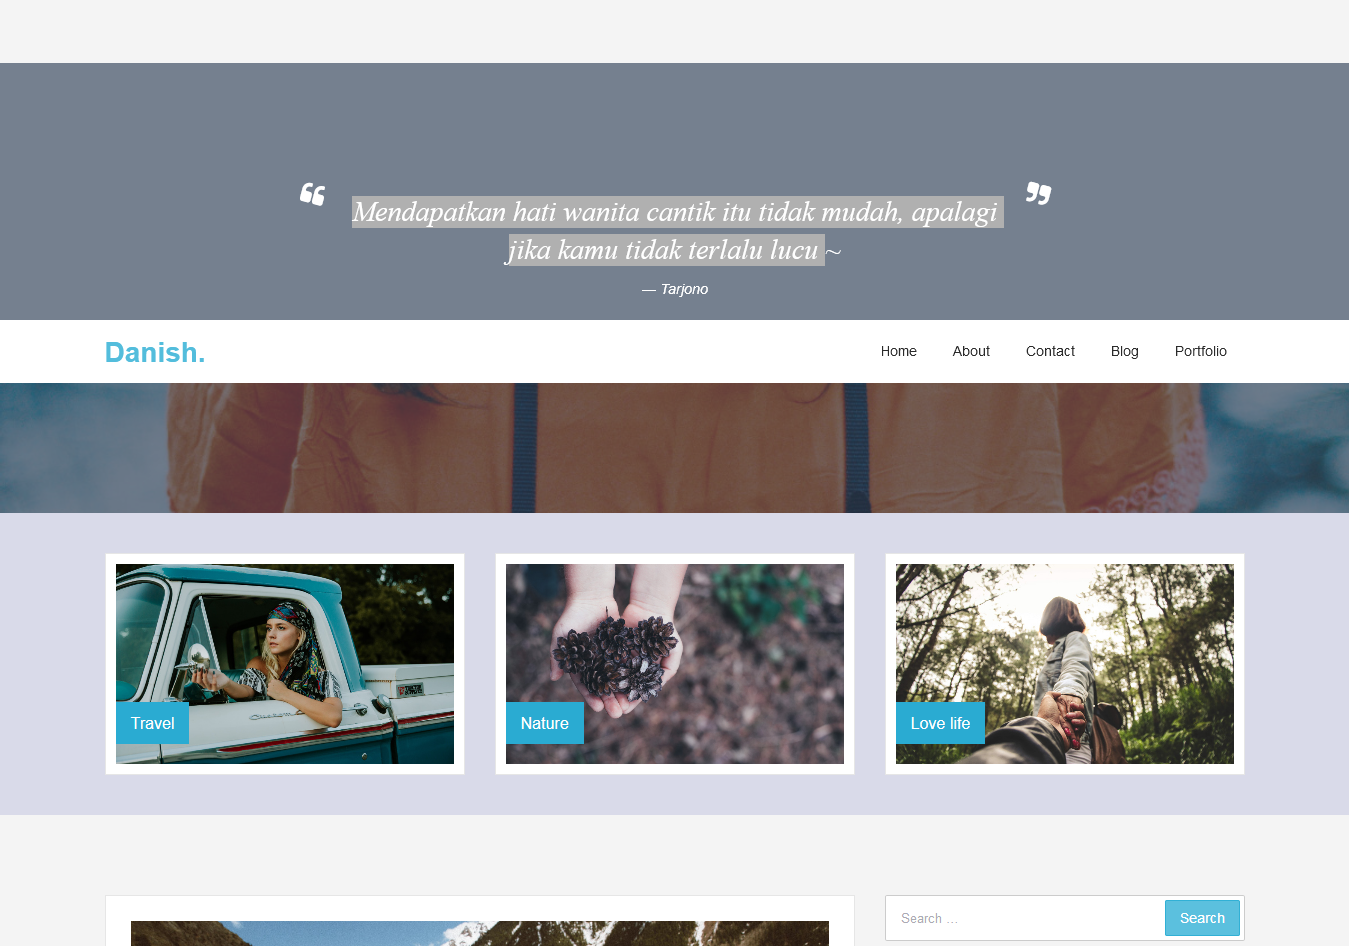 “ Mendapatkan hati wanita cantik itu tidak mudah, apalagi ”
jika kamu tidak terlalu lucu ~
— Tarjono
Danish.
Home About Contact Blog Portfolio
Travel
Nature
Love life
Search ...
Search